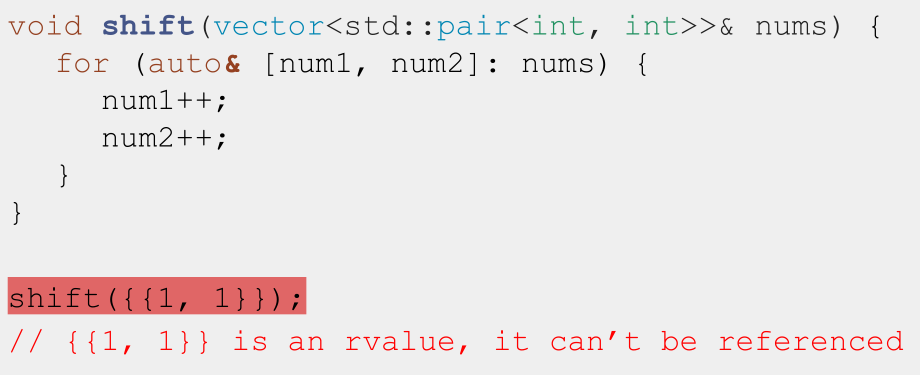 void shift(vector<std::pair<int, int>>& nums) {
for (auto& [num1, num2]: nums) {
num1++;
num2++;
}
}
shift({{1, 1}});
// {{1, 1}} is an rvalue, it can’t be referenced